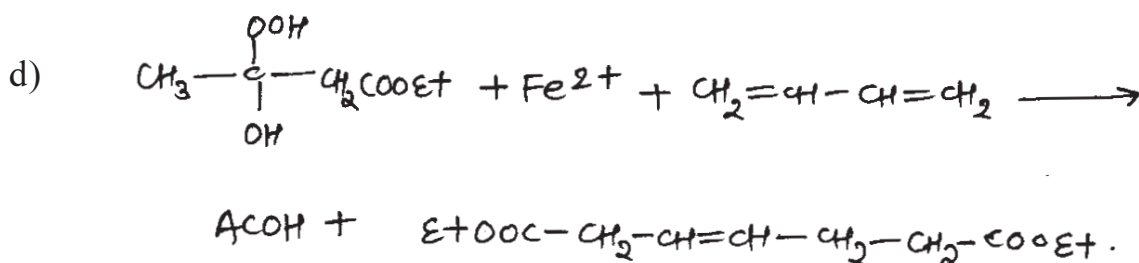 OOH
d) CH3—C—CH2COOEt + Fe2+ + CH2=CH-CH=CH2 ⟶
OH
ACOH + EtOOC-CH2-CH=CH-CH2-CH2-COOEt.